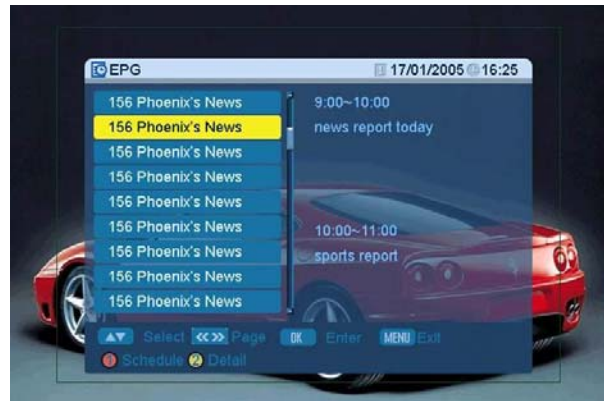 EPG 17/01/2005 16:25
156 Phoenix's News
156 Phoenix's News
156 Phoenix's News
156 Phoenix's News
156 Phoenix's News
156 Phoenix's News
156 Phoenix's News
156 Phoenix's News
156 Phoenix's News
9:00~10:00
news report today
10:00~11:00
sports report
Select Page OK Enter MENU Exit
1 Schedule 2 Detail